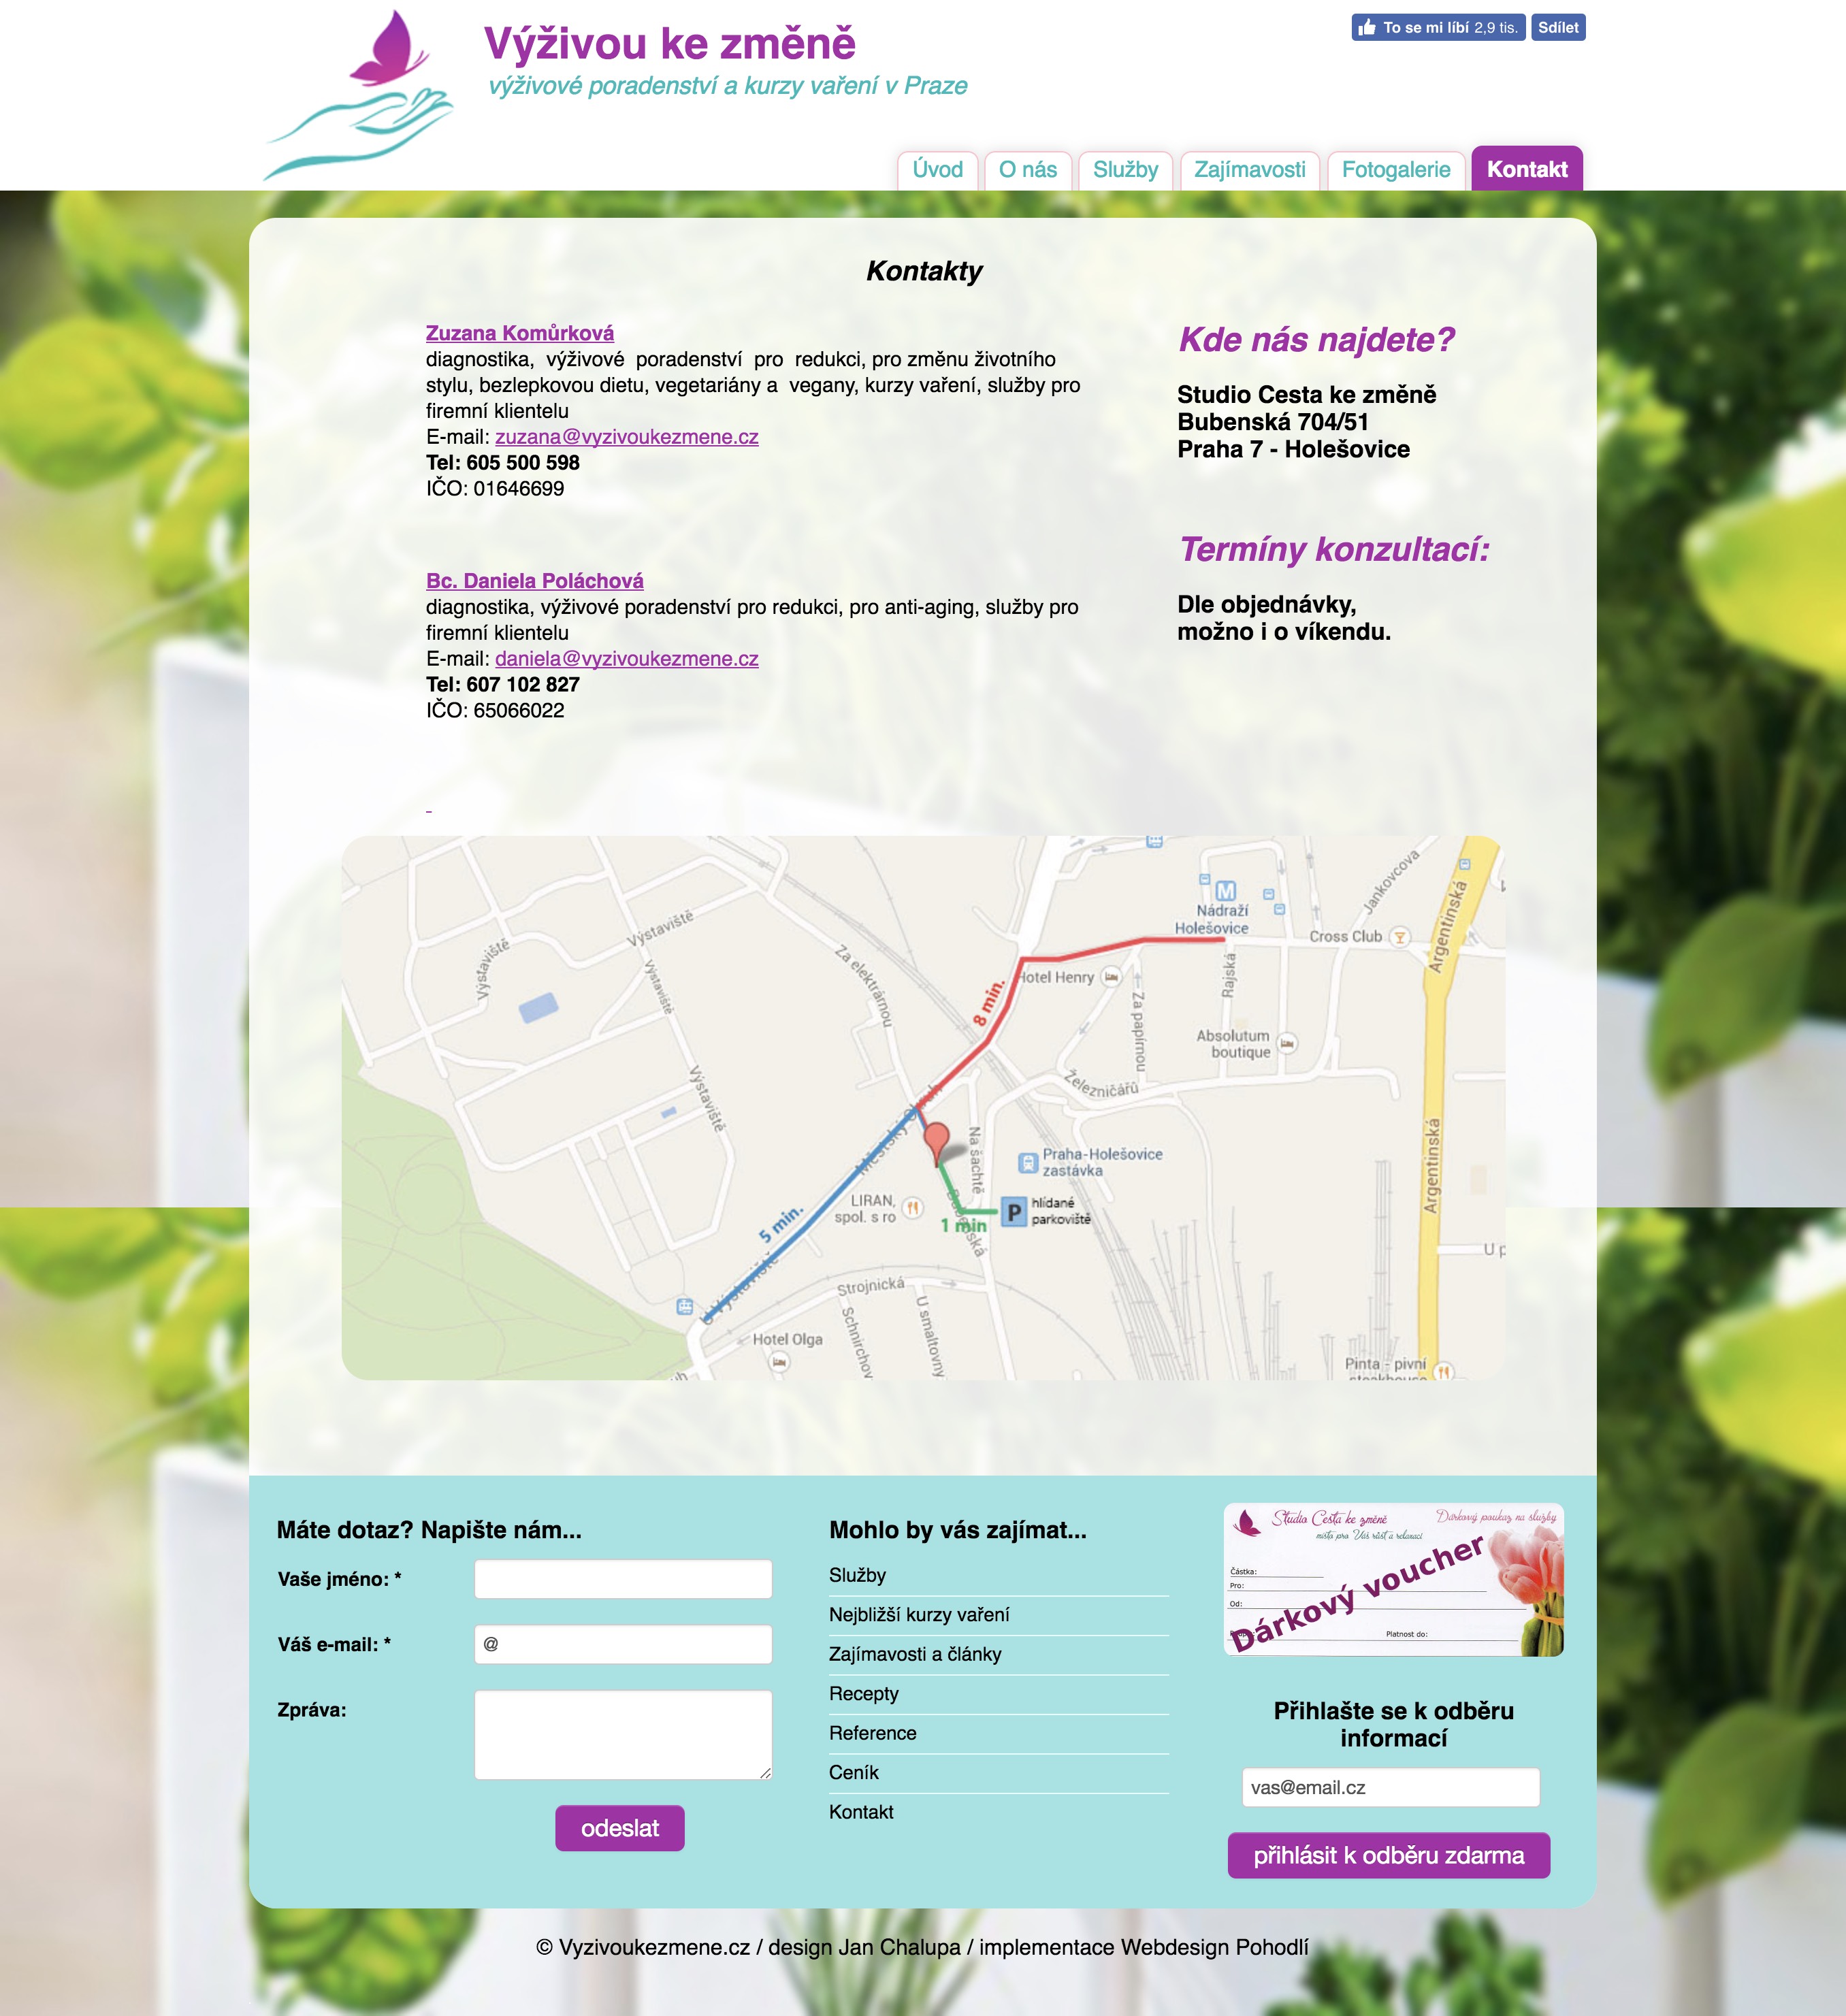 Výživou ke změně
výživové poradenství a kurzy vaření v Praze
To se mi líbí 2,9 tis.
Sdílet
Úvod
O nás
Služby
Zajímavosti
Fotogalerie
Kontakt
Kontakty
Zuzana Komůrková
diagnostika, výživové poradenství pro redukci, pro změnu životního
stylu, bezlepkovou dietu, vegetariány a vegany, kurzy vaření, služby pro
firemní klientelu
E-mail: zuzana@vyzivoukezmene.cz
Tel: 605 500 598
IČO: 01646699
Bc. Daniela Poláchová
diagnostika, výživové poradenství pro redukci, pro anti-aging, služby pro
firemní klientelu
E-mail: daniela@vyzivoukezmene.cz
Tel: 607 102 827
IČO: 65066022
Kde nás najdete?
Studio Cesta ke změně
Bubenská 704/51
Praha 7 - Holešovice
Termíny konzultací:
Dle objednávky,
možno i o víkendu.
M
Nádraží
Holešovice
Jankovcova
Argentinská
Cross Club
Výstaviště
Výstaviště
Výstaviště
Za elektrárnou
Hotel Henry
8 min.
Za papírnou
Rajská
Absolutum
boutique
Železničářů
Výstaviště
Na šachtě
Praha-Holešovice
zastávka
Argentinská
LIRAN,
spol. s ro
P
hlídané
parkoviště
1 min
5 min.
Bubenská
Strojnická
Schnirchov
U smaltovny
Hotel Olga
U p
Pinta - pivní
Máte dotaz? Napište nám...
Vaše jméno: *
Váš e-mail: *
@
Zpráva:
odeslat
Mohlo by vás zajímat...
Služby
Nejbližší kurzy vaření
Zajímavosti a články
Recepty
Reference
Ceník
Kontakt
Studio Cesta ke změně
Dárkový poukaz na služby
místo pro Váš růst a relaxaci
Částka:
Pro:
Od:
Platnost do:
Dárkový voucher
Přihlašte se k odběru
informací
vas@email.cz
přihlásit k odběru zdarma
© Vyzivoukezmene.cz / design Jan Chalupa / implementace Webdesign Pohodlí